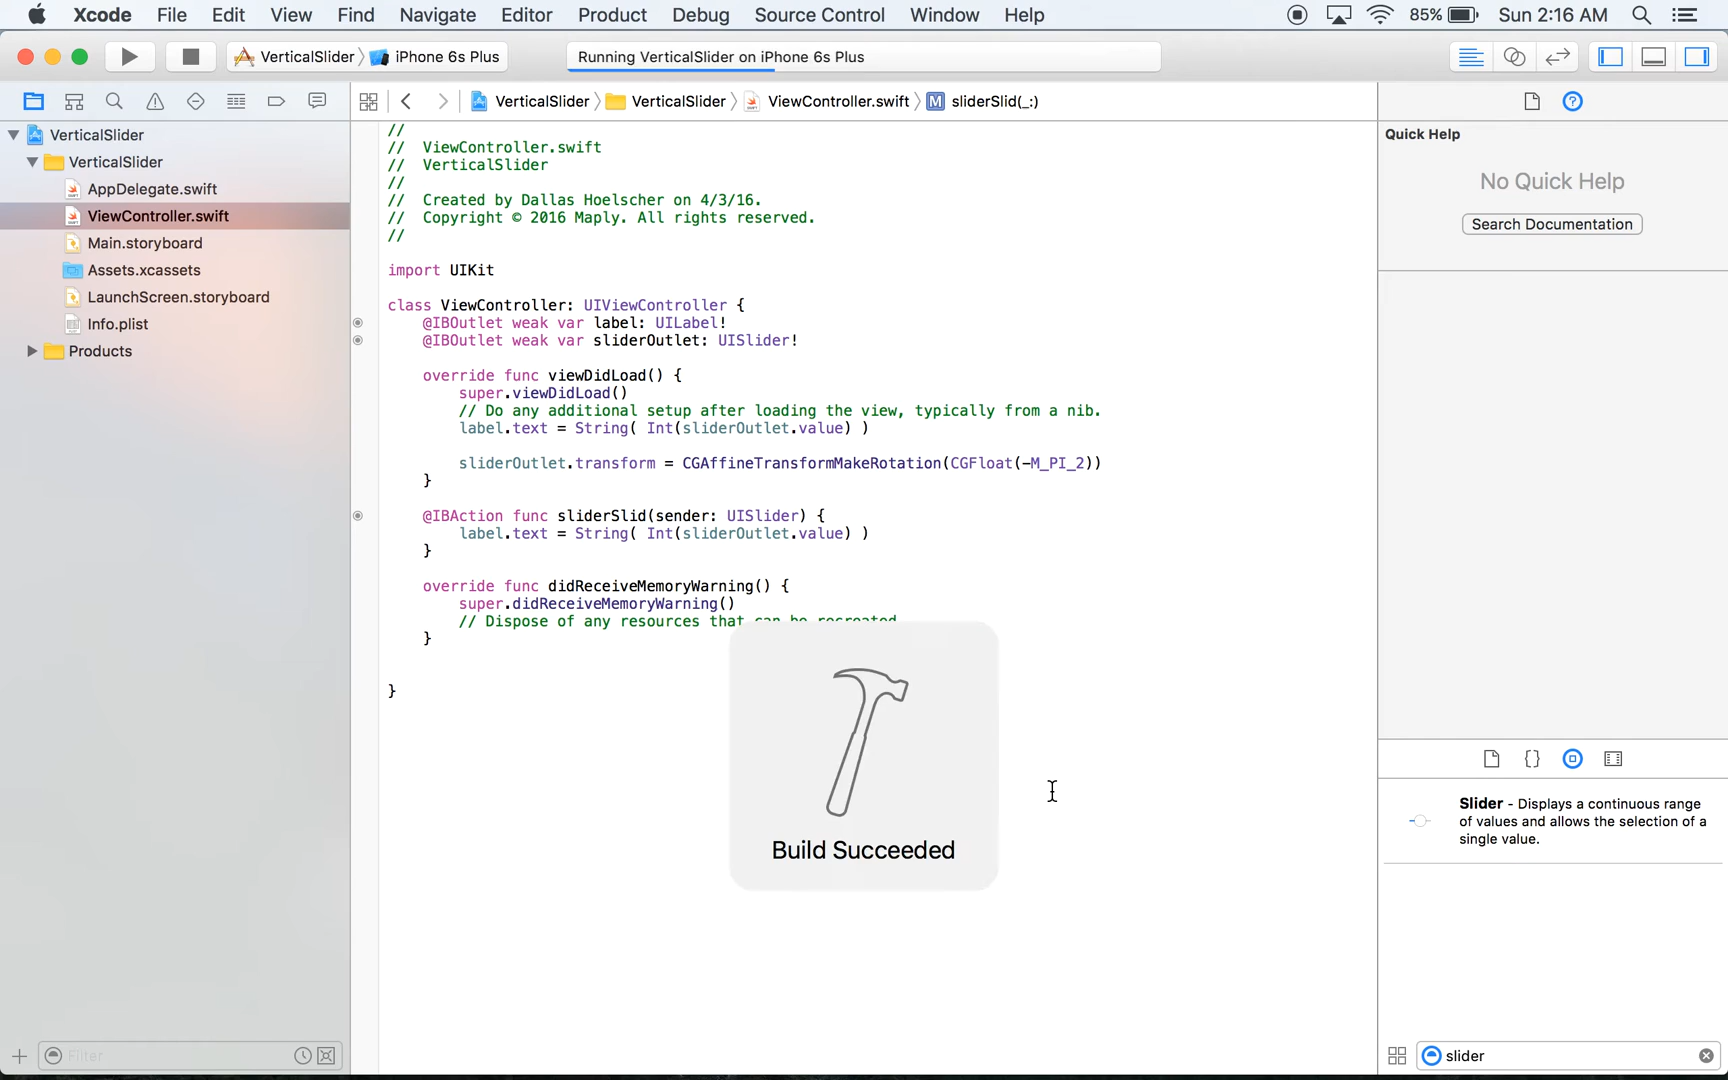 Xcode File Edit View Find Navigate Editor Product Debug Source Control Window Help 85% Sun 2:16 AM
VerticalSlider iPhone 6s Plus Running VerticalSlider on iPhone 6s Plus
VerticalSlider VerticalSlider ViewController.swift M sliderSlid(_:)
VerticalSlider
VerticalSlider
AppDelegate.swift
ViewController.swift
Main.storyboard
Assets.xcassets
LaunchScreen.storyboard
Info.plist
Products
Filter
//
// ViewController.swift
// VerticalSlider
//
// Created by Dallas Hoelscher on 4/3/16.
// Copyright © 2016 Maply. All rights reserved.
//
import UIKit
class ViewController: UIViewController {
@IBOutlet weak var label: UILabel!
@IBOutlet weak var sliderOutlet: UISlider!
override func viewDidLoad() {
super.viewDidLoad()
// Do any additional setup after loading the view, typically from a nib.
label.text = String( Int(sliderOutlet.value) )
sliderOutlet.transform = CGAffineTransformMakeRotation(CGFloat(-M_PI_2))
}
@IBAction func sliderSlid(sender: UISlider) {
label.text = String( Int(sliderOutlet.value) )
}
override func didReceiveMemoryWarning() {
super.didReceiveMemoryWarning()
// Dispose of any resources that can be recreated
}
}
Build Succeeded
Quick Help
No Quick Help
Search Documentation
{}
Slider - Displays a continuous range
of values and allows the selection of a
single value.
slider